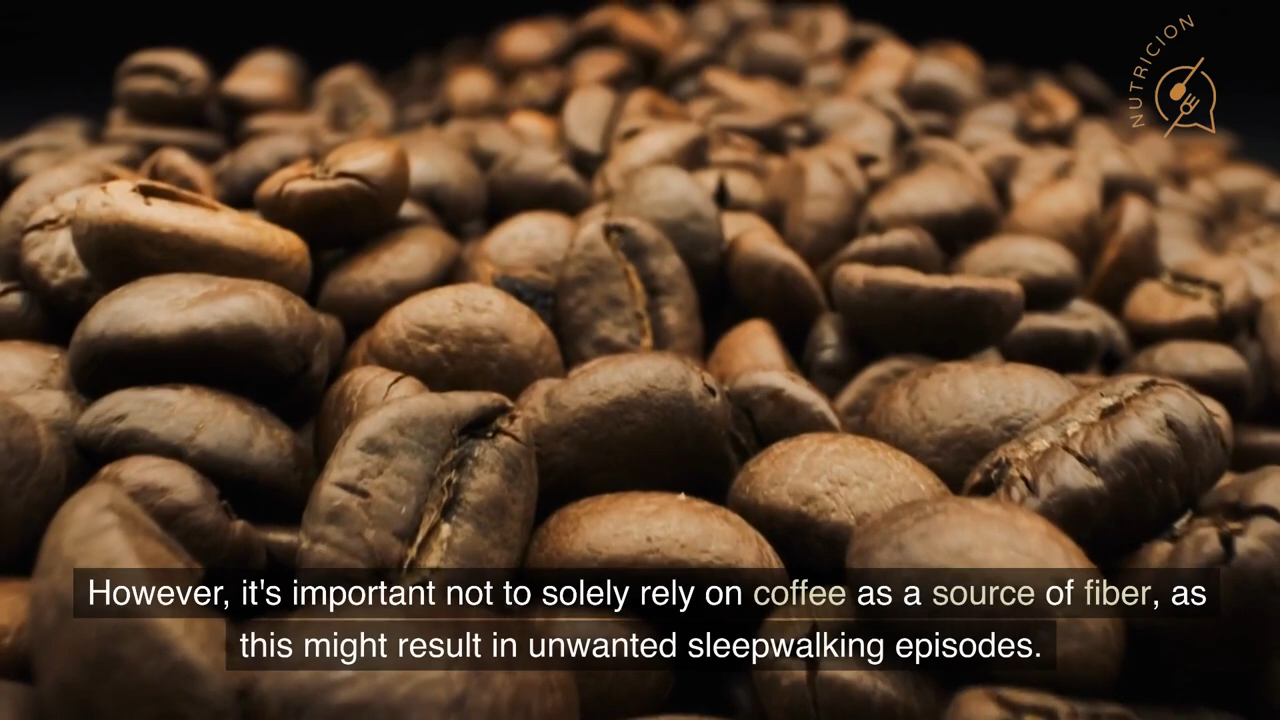 NUTRICION
However, it's important not to solely rely on coffee as a source of fiber, as
this might result in unwanted sleepwalking episodes.